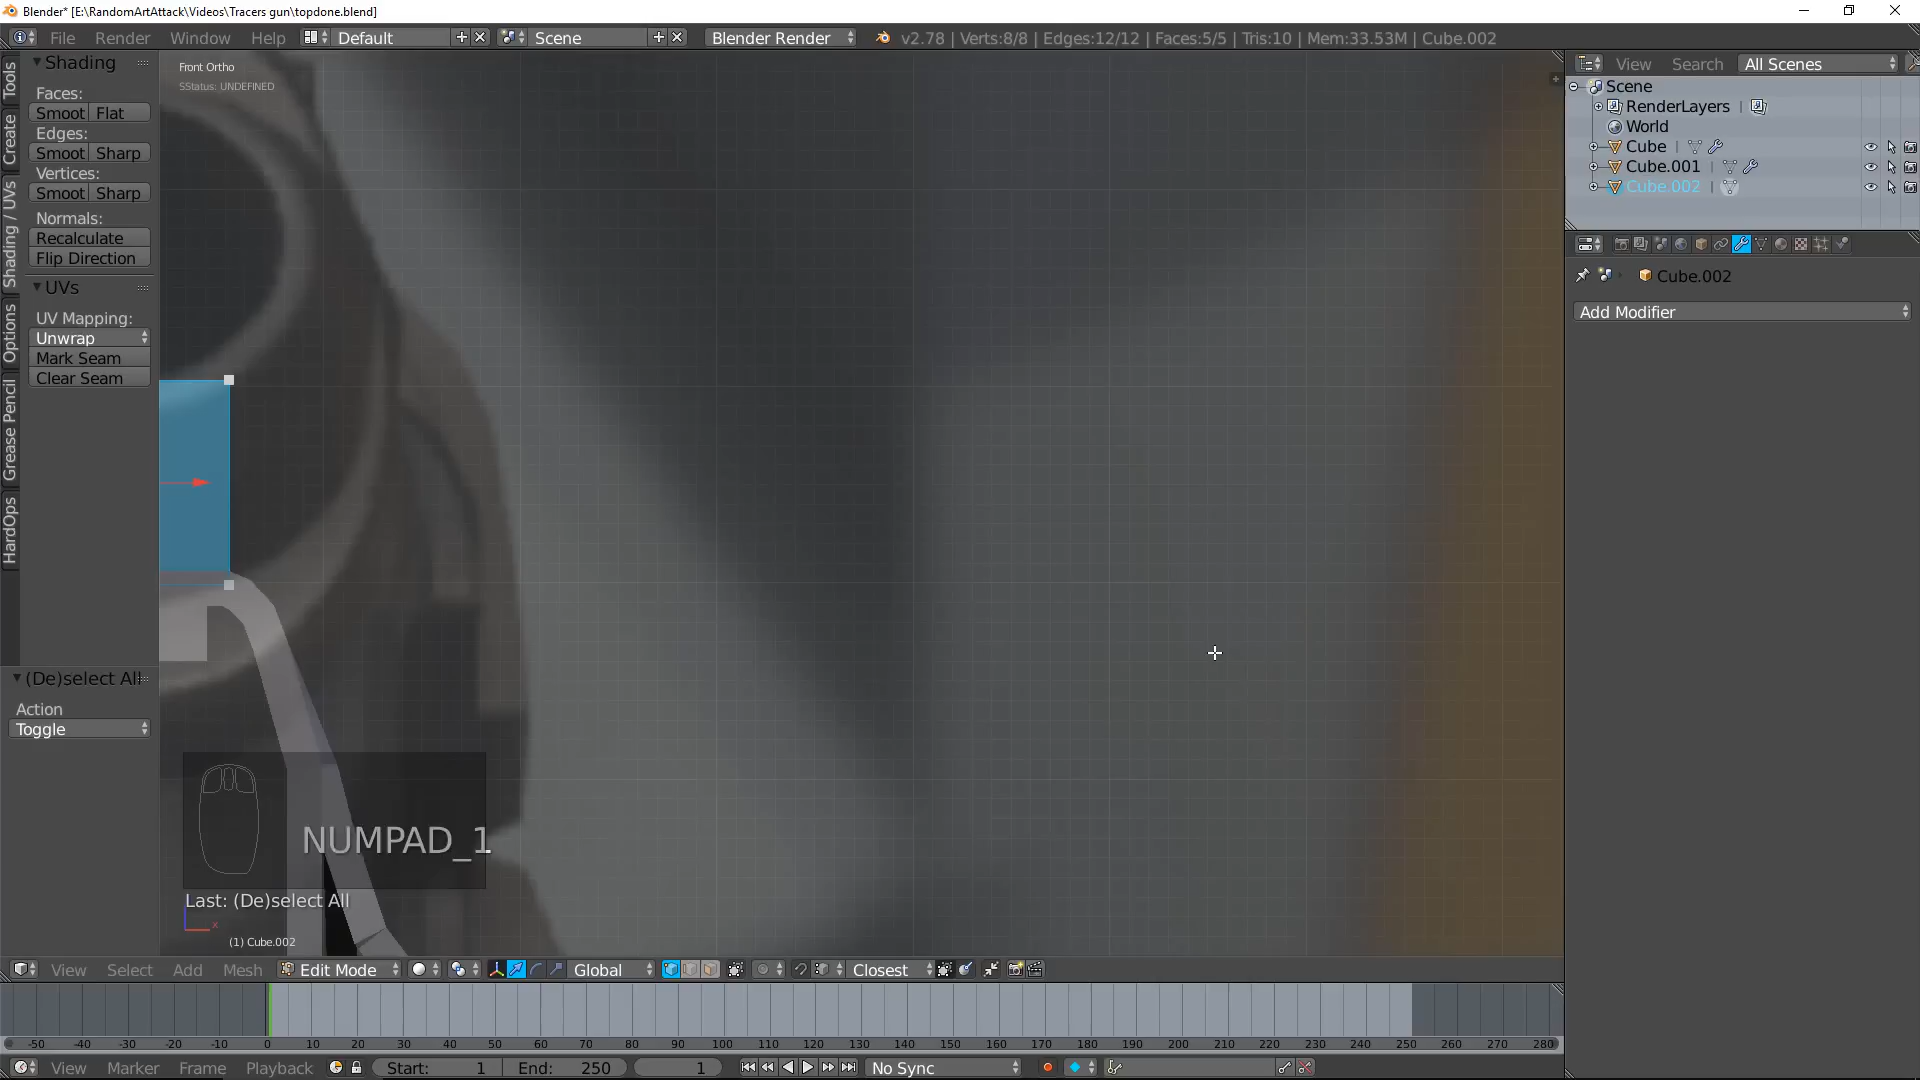 Blender* [E:\RandomArtAttack\Videos\Tracers gun\topdone.blend]
File Render Window Help Default Scene Blender Render v2.78 | Verts:8/8 | Edges:12/12 | Faces:5/5 | Tris:10 | Mem:33.53M | Cube.002
Tools
Create
Shading / UVs
Options
Grease Pencil
HardOps
Shading
Faces:
Smoot Flat
Edges:
Smoot Sharp
Vertices:
Smoot Sharp
Normals:
Recalculate
Flip Direction
UVs
UV Mapping:
Unwrap
Mark Seam
Clear Seam
(De)select All
Action
Toggle
Front Ortho
SStatus: UNDEFINED
NUMPAD_1
Last: (De)select All
x
(1) Cube.002
View Search All Scenes
Scene
RenderLayers
World
Cube
Cube.001
Cube.002
Cube.002
Add Modifier
View Select Add Mesh Edit Mode Global Closest
-50 -40 -30 -20 -10 0 10 20 30 40 50 60 70 80 90 100 110 120 130 140 150 160 170 180 190 200 210 220 230 240 250 260 270 280
View Marker Frame Playback Start: 1 End: 250 1 No Sync